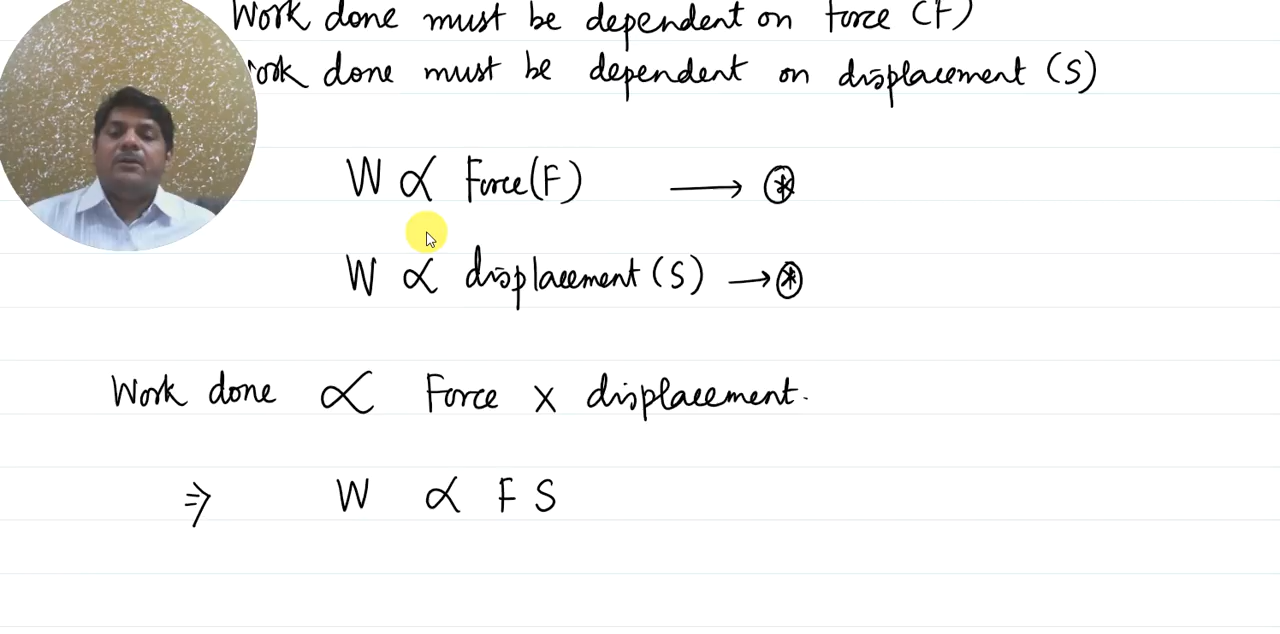 Work done must be dependent on Force (F)
Work done must be dependent on displacement (S)
W ∝ Force(F) ⟶ ⊛
W ∝ displacement (S) → ⊛
Work done ∝ Force × displacement.
⇒ W ∝ F S